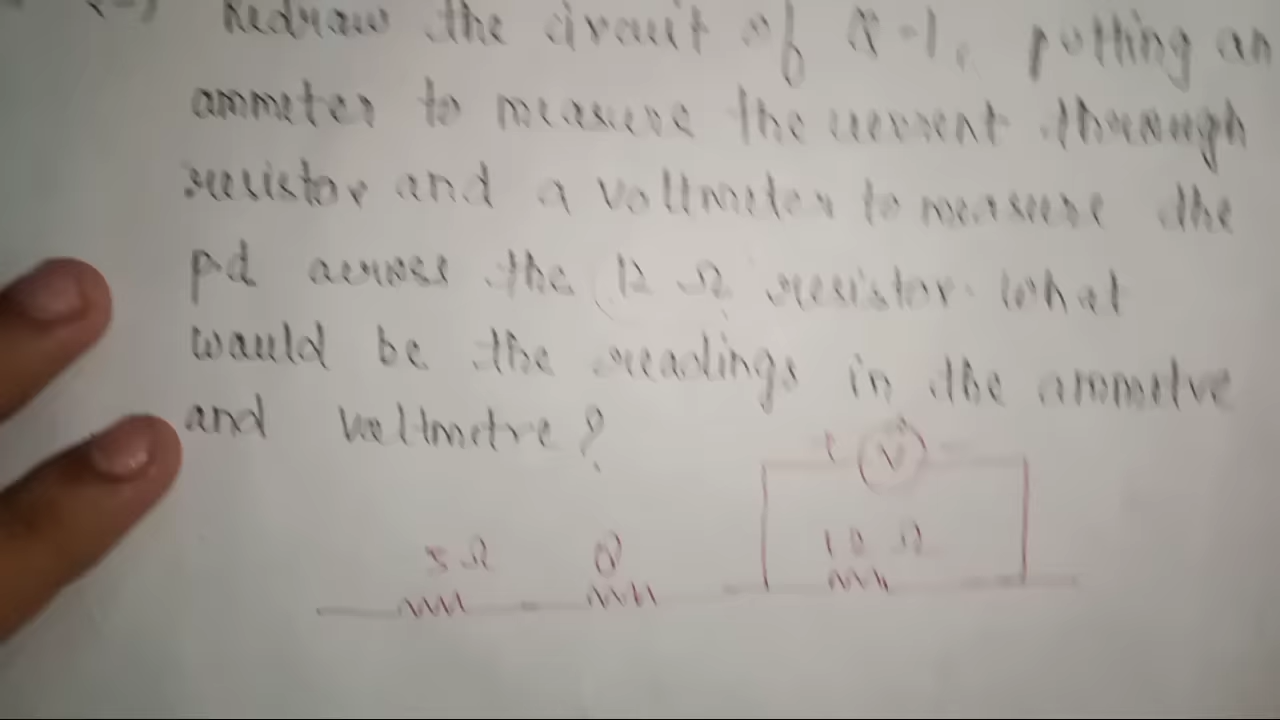 Redraw the circuit of Q-1, putting an
ammeter to measure the current through
resistor and a voltmeter to measure the
pd across the 12 Ω resistor. What
would be the readings in the ammetre
and voltmetre?
+ V -
5 Ω 8 12 Ω